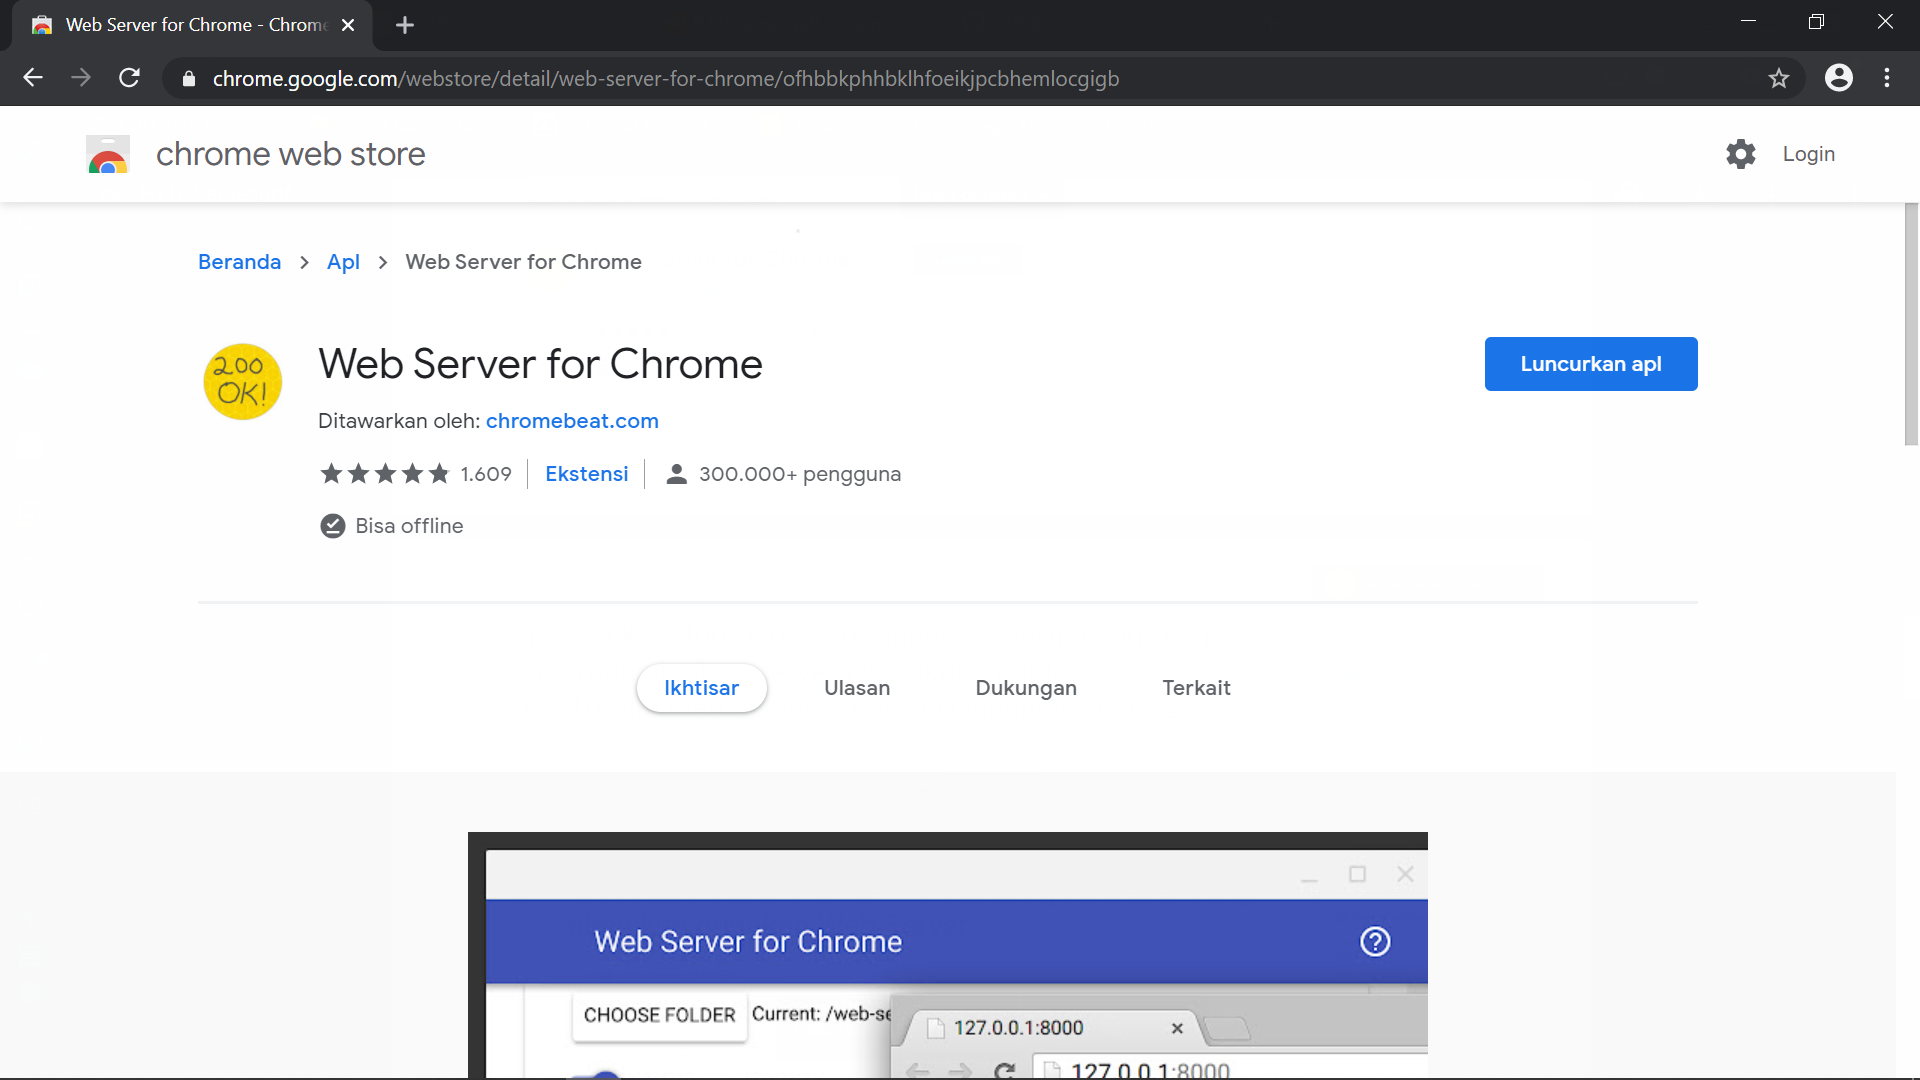 Web Server for Chrome - Chrom
chrome.google.com/webstore/detail/web-server-for-chrome/ofhbbkphhbklhfoeikjpcbhemlocgigb
chrome web store
Login
Beranda > Apl > Web Server for Chrome
200
OK!
Web Server for Chrome
Luncurkan apl
Ditawarkan oleh: chromebeat.com
1.609 | Ekstensi | 300.000+ pengguna
Bisa offline
Ikhtisar Ulasan Dukungan Terkait
Web Server for Chrome
CHOOSE FOLDER Current: /web-se
127.0.0.1:8000
127.0.0.1:8000